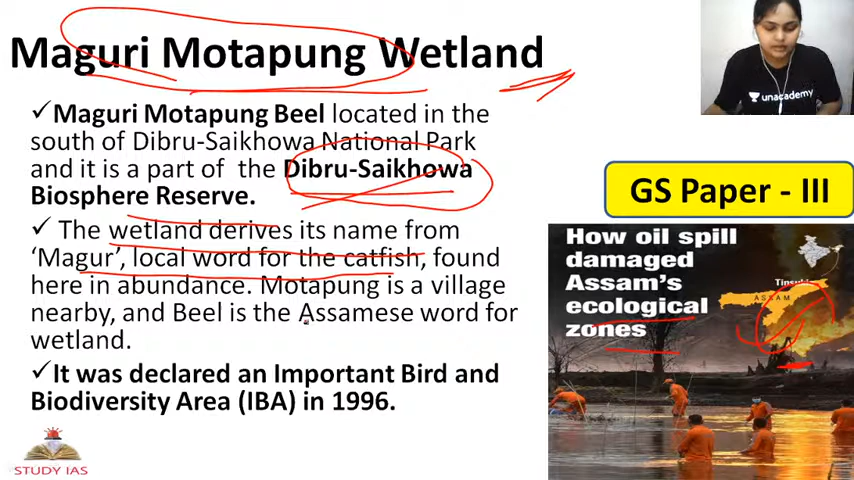 Maguri Motapung Wetland
unacademy
✓Maguri Motapung Beel located in the
south of Dibru-Saikhowa National Park
and it is a part of the Dibru-Saikhowa
Biosphere Reserve.
✓ The wetland derives its name from
‘Magur’, local word for the catfish, found
here in abundance. Motapung is a village
nearby, and Beel is the Assamese word for
wetland.
✓It was declared an Important Bird and
Biodiversity Area (IBA) in 1996.
GS Paper - III
How oil spill
damaged
Assam's
ecological
zones
ASSAM
STUDY IAS